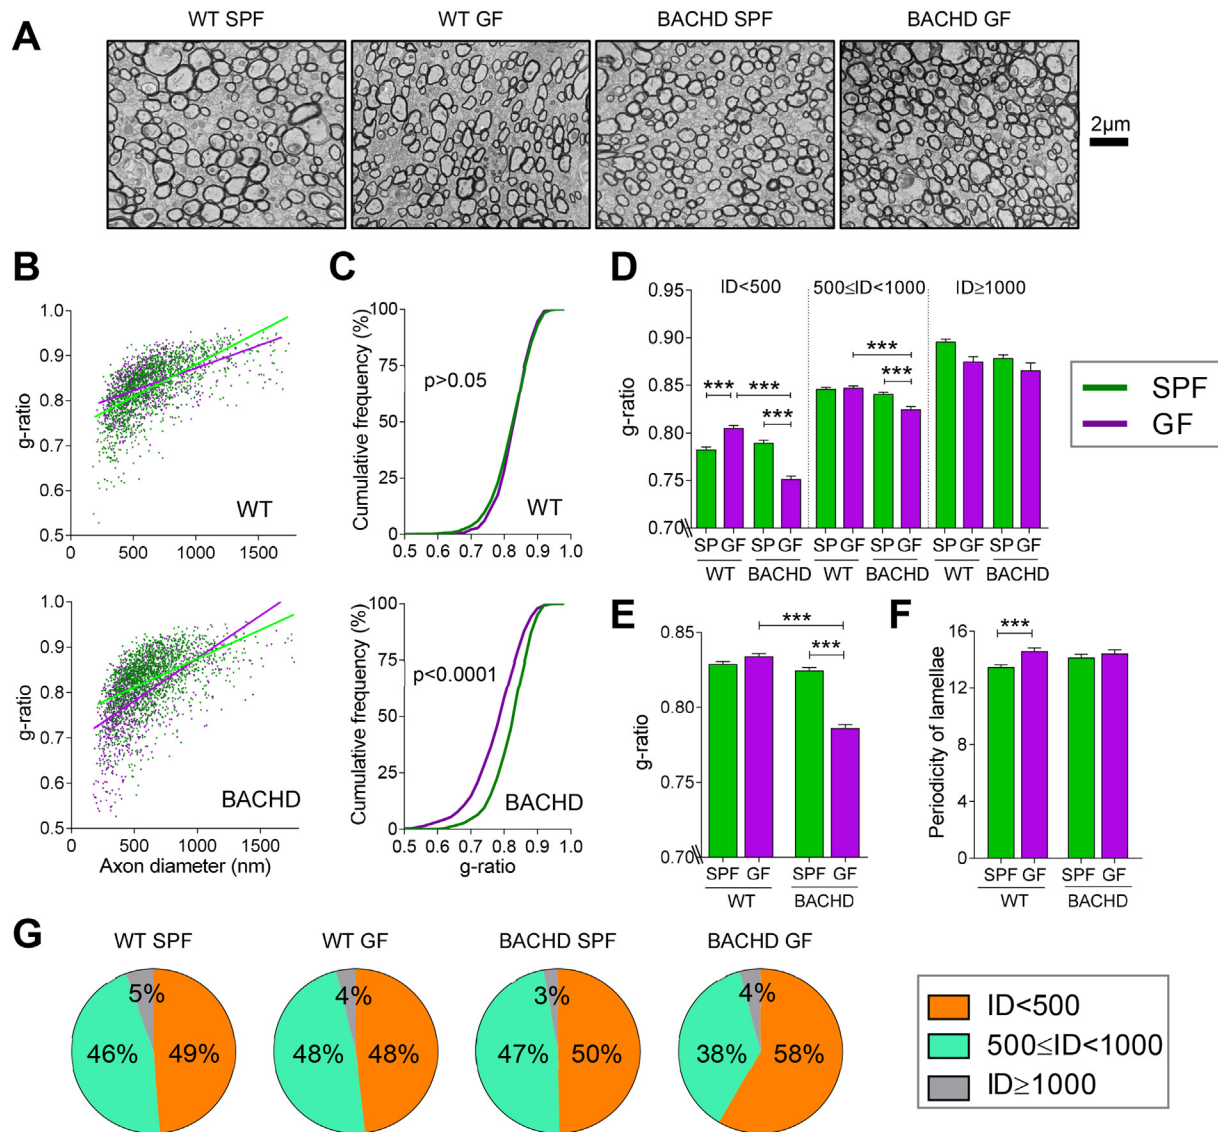 A
WT SPF
WT GF
BACHD SPF
BACHD GF
2μm
B
g-ratio
1.0
0.9
0.8
0.7
0.6
0.5
0
500
1000
1500
WT
g-ratio
1.0
0.9
0.8
0.7
0.6
0.5
0
500
1000
1500
BACHD
Axon diameter (nm)
C
Cumulative frequency (%)
100
75
50
25
0
p>0.05
WT
0.5 0.6 0.7 0.8 0.9 1.0
Cumulative frequency (%)
100
75
50
25
0
p<0.0001
BACHD
0.5 0.6 0.7 0.8 0.9 1.0
g-ratio
D
ID<500
500≤ID<1000
ID≥1000
g-ratio
0.95
0.90
0.85
0.80
0.75
0.70
*** ***
***
***
***
SP GF SP GF SP GF SP GF SP GF SP GF
WT BACHD WT BACHD WT BACHD
SPF
GF
E
g-ratio
0.85
0.80
0.75
0.70
***
***
SPF GF SPF GF
WT BACHD
F
Periodicity of lamellae
16
12
8
4
0
***
SPF GF SPF GF
WT BACHD
G
WT SPF
5%
46%
49%
WT GF
4%
48%
48%
BACHD SPF
3%
47%
50%
BACHD GF
4%
38%
58%
ID<500
500≤ID<1000
ID≥1000